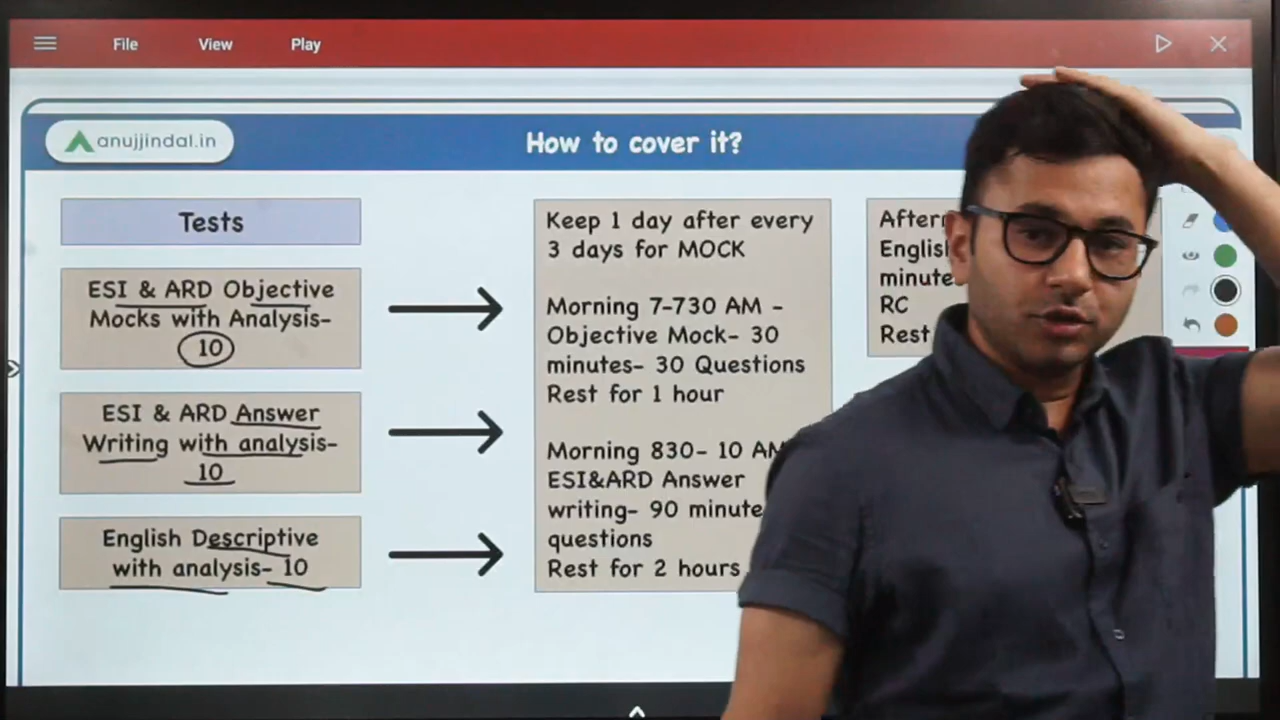 File View Play
anujjindal.in
How to cover it?
Tests
ESI & ARD Objective
Mocks with Analysis-
10
ESI & ARD Answer
Writing with analysis-
10
English Descriptive
with analysis- 10
Keep 1 day after every
3 days for MOCK
Morning 7-730 AM -
Objective Mock- 30
minutes- 30 Questions
Rest for 1 hour
Morning 830- 10 AM
ESI&ARD Answer
writing- 90 minute
questions
Rest for 2 hours
RC
Rest